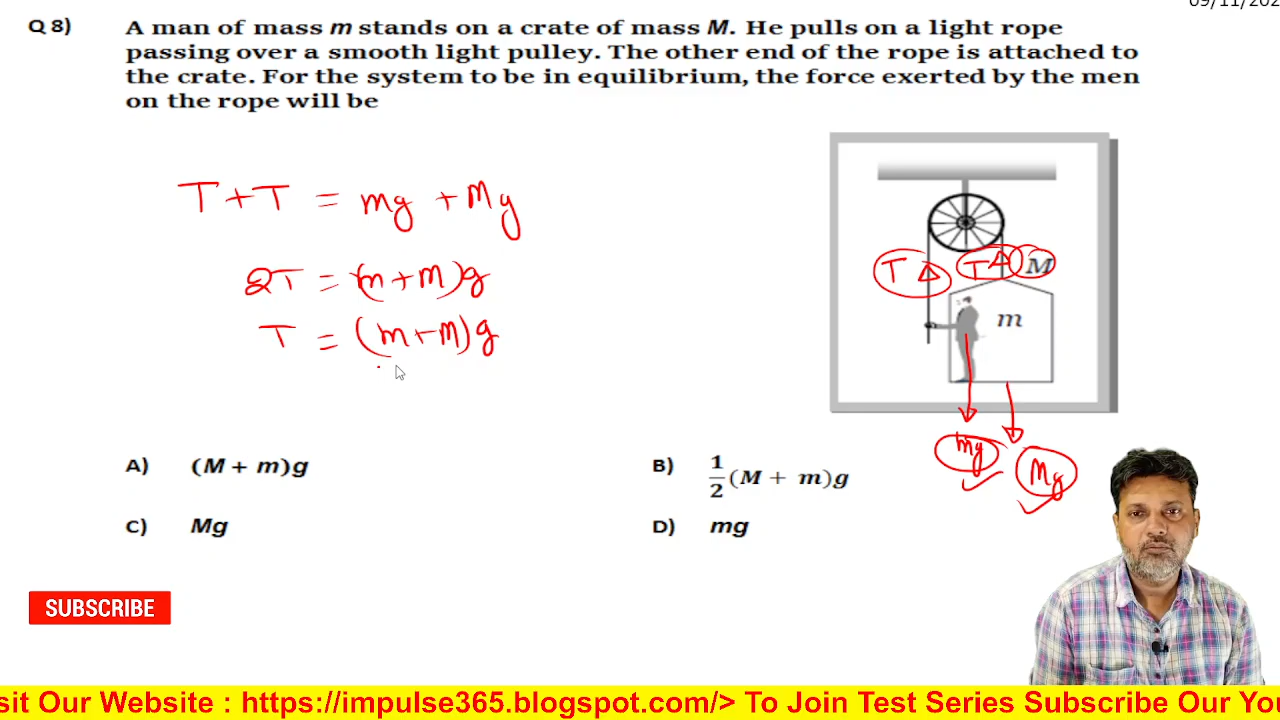 09/11/202
Q 8) A man of mass m stands on a crate of mass M. He pulls on a light rope
passing over a smooth light pulley. The other end of the rope is attached to
the crate. For the system to be in equilibrium, the force exerted by the men
on the rope will be
T + T = mg + Mg
2T = (m + M)g
T = (m + M)g
T T M
m
mg
Mg
A) (M + m)g
B) 1/2 (M + m)g
C) Mg
D) mg
SUBSCRIBE
sit Our Website : https://impulse365.blogspot.com/> To Join Test Series Subscribe Our Yo